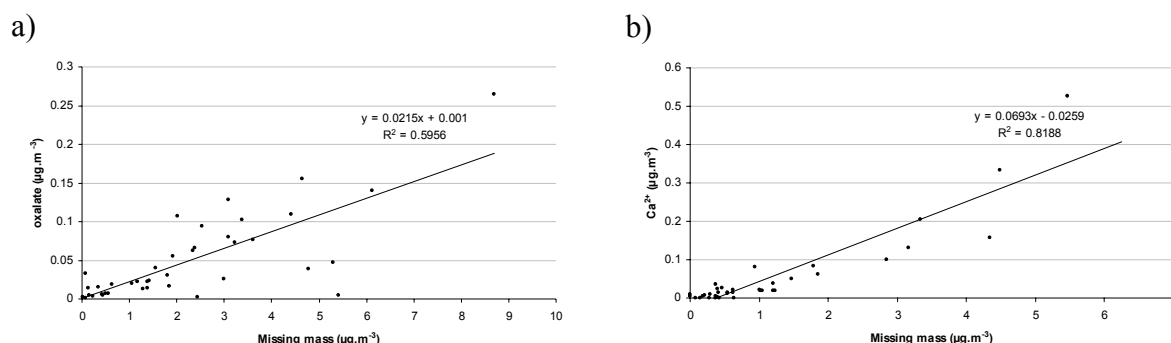 a)
0.3
0.25
0.2
0.15
0.1
0.05
0
oxalate (µg.m⁻³)
y = 0.0215x + 0.001
R² = 0.5956
0 1 2 3 4 5 6 7 8 9 10
Missing mass (µg.m⁻³)
b)
0.6
0.5
0.4
0.3
0.2
0.1
0
Ca²⁺ (µg.m⁻³)
y = 0.0693x - 0.0259
R² = 0.8188
0 1 2 3 4 5 6
Missing mass (µg.m⁻³)